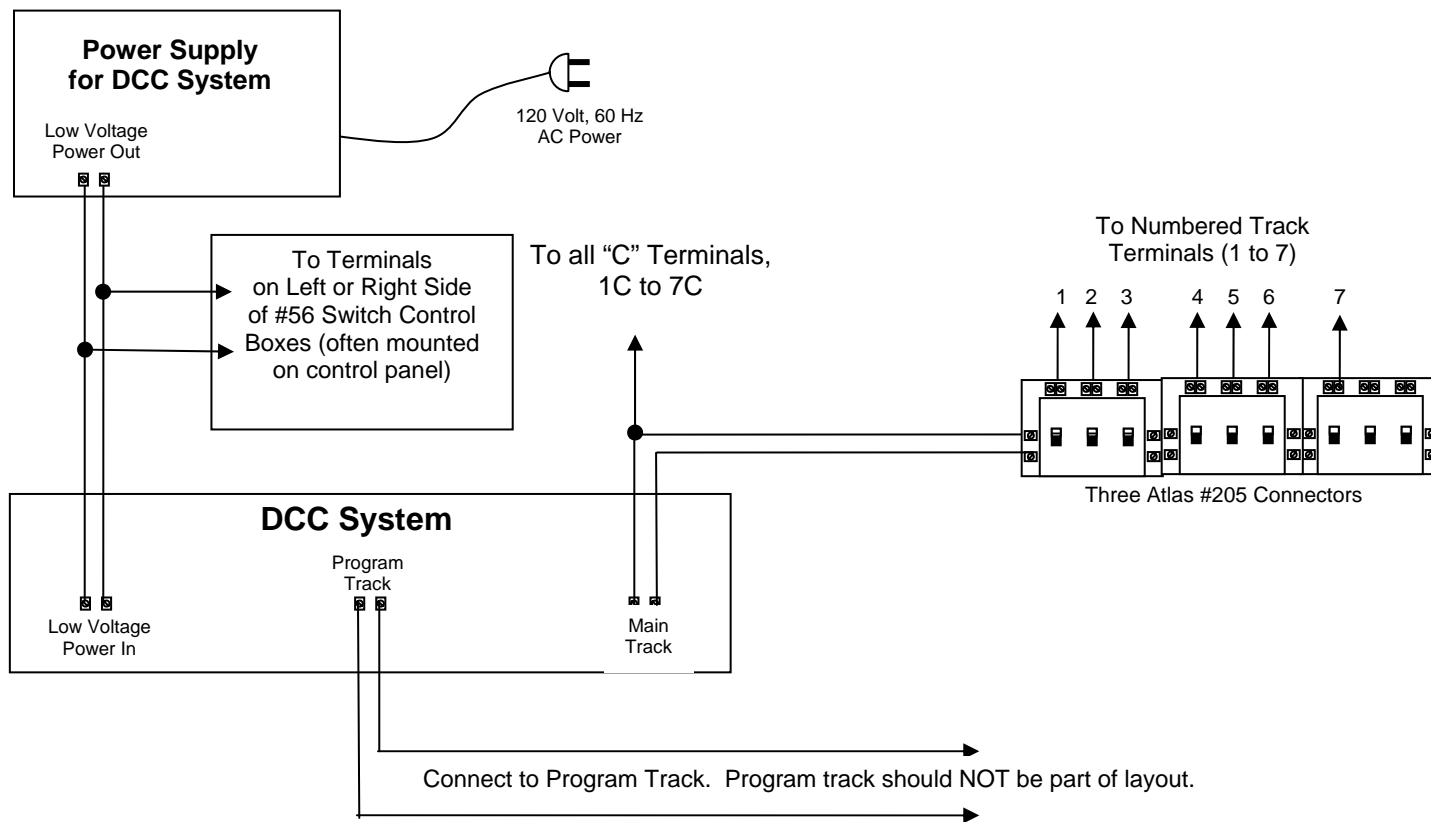 Power Supply
for DCC System
Low Voltage
Power Out
120 Volt, 60 Hz
AC Power
To Terminals
on Left or Right Side
of #56 Switch Control
Boxes (often mounted
on control panel)
To all “C” Terminals,
1C to 7C
To Numbered Track
Terminals (1 to 7)
1 2 3 4 5 6 7
Three Atlas #205 Connectors
DCC System
Program
Track
Low Voltage
Power In
Main
Track
Connect to Program Track. Program track should NOT be part of layout.